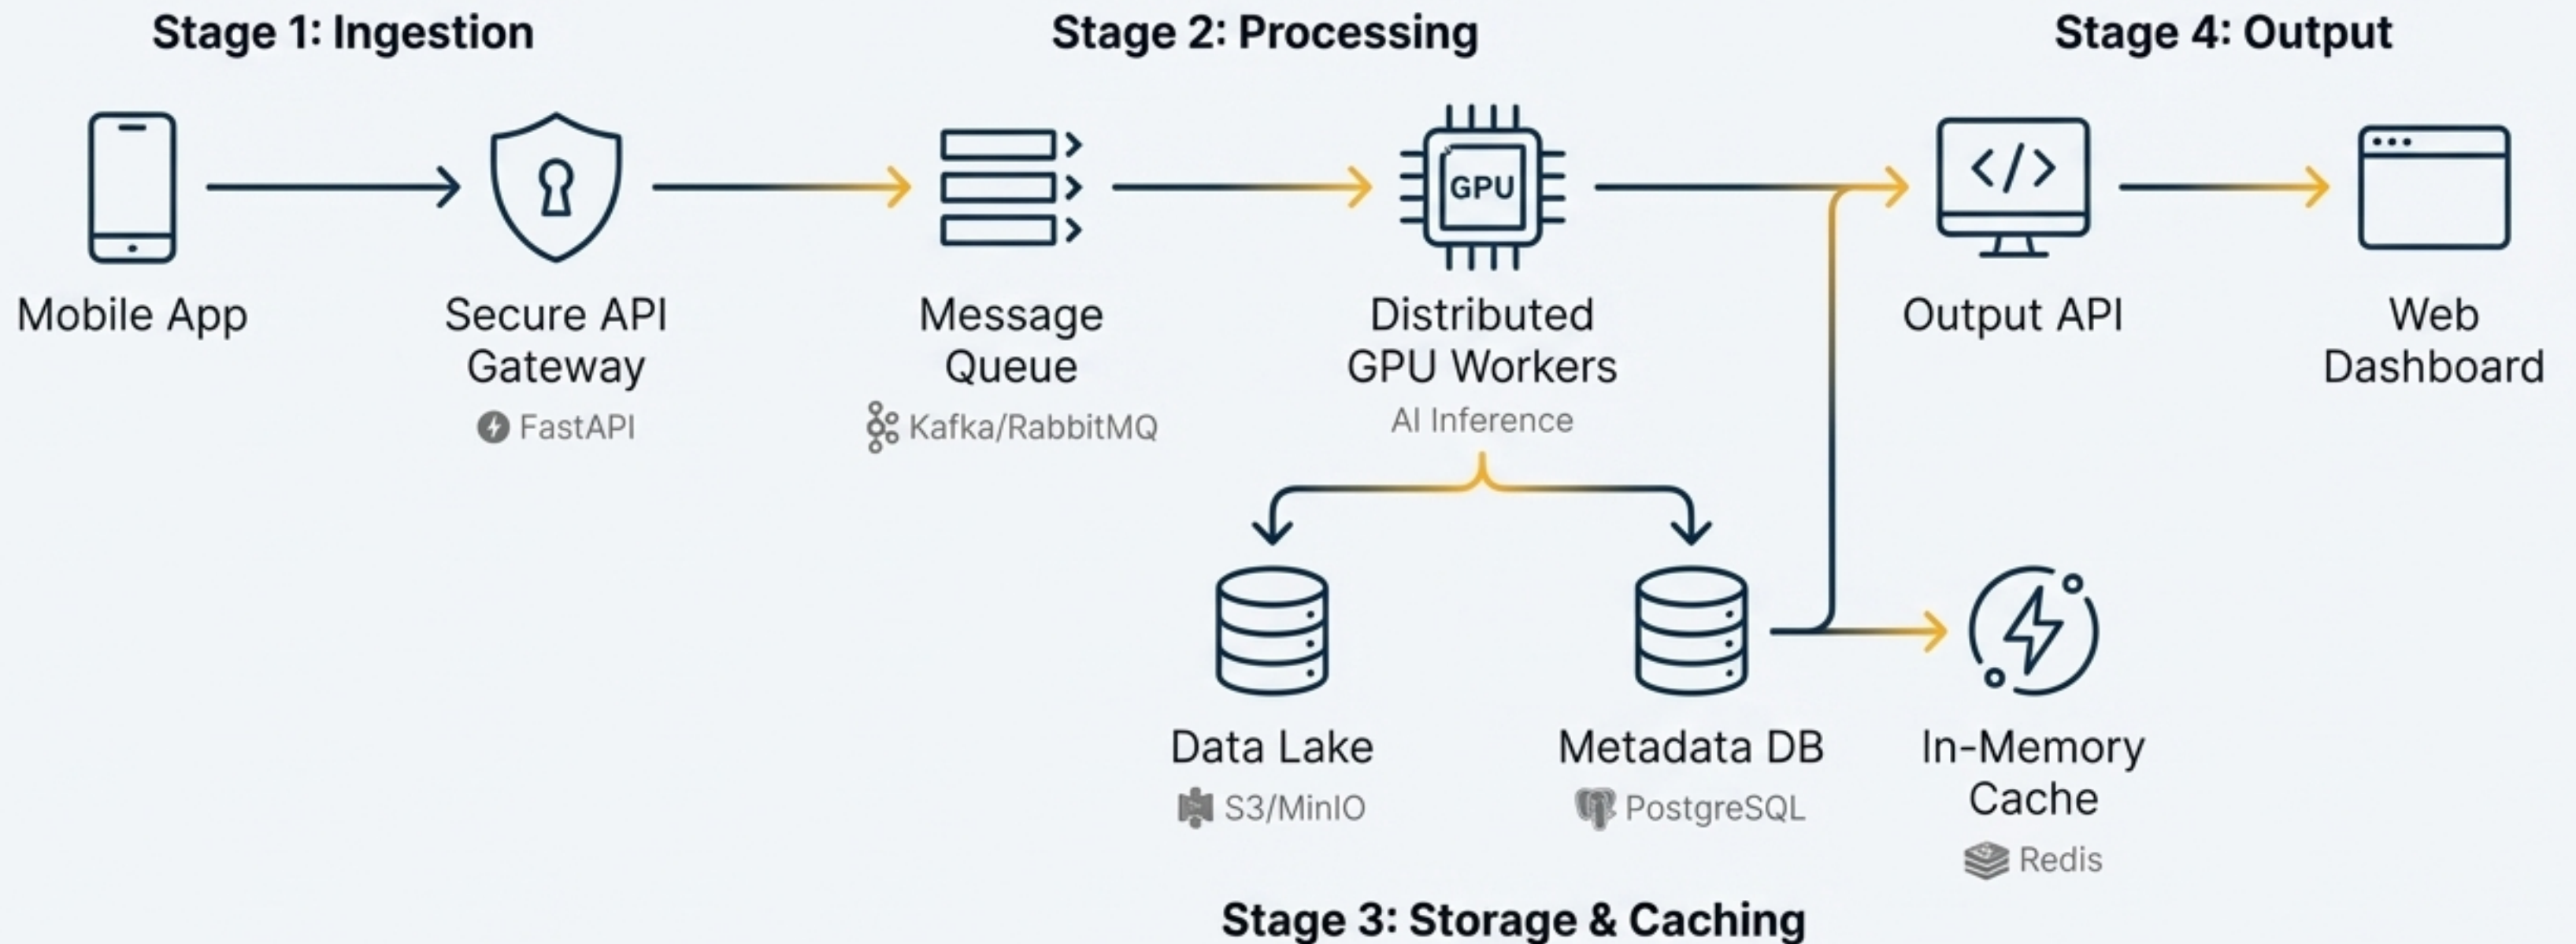 Stage 1: Ingestion
Stage 2: Processing
Stage 4: Output
GPU
</>
Mobile App
Secure API
Gateway
FastAPI
Message
Queue
Kafka/RabbitMQ
Distributed
GPU Workers
AI Inference
Output API
Web
Dashboard
Data Lake
S3/MinIO
Metadata DB
PostgreSQL
In-Memory
Cache
Redis
Stage 3: Storage & Caching